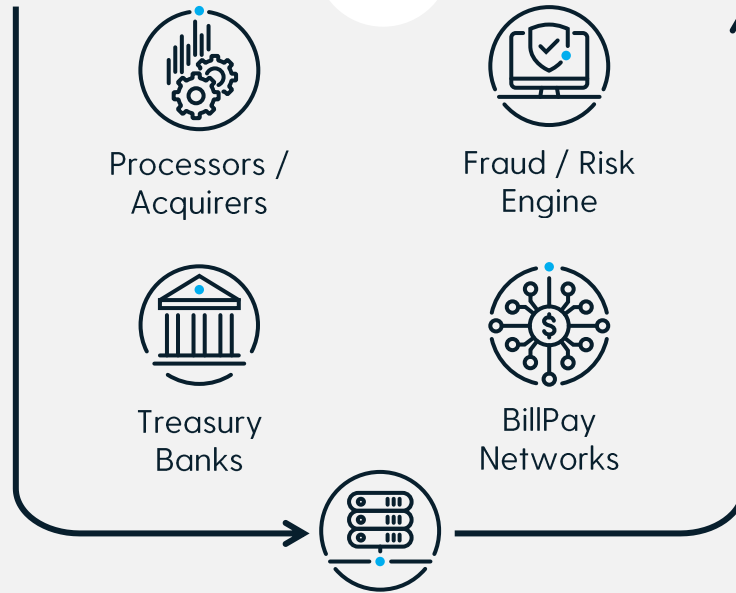 Processors /
Acquirers
Fraud / Risk
Engine
Treasury
Banks
BillPay
Networks